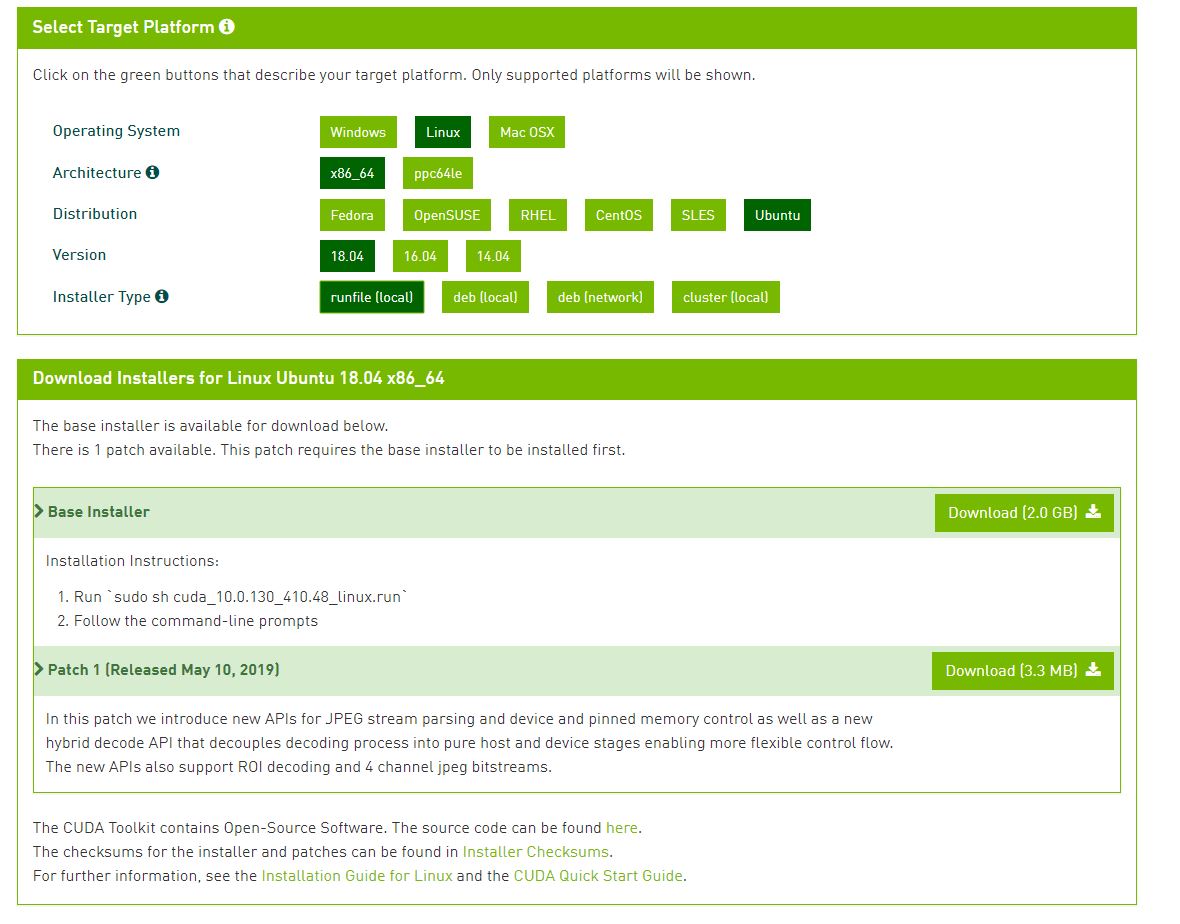 Select Target Platform
Click on the green buttons that describe your target platform. Only supported platforms will be shown.
Operating System Windows Linux Mac OSX
Architecture x86_64 ppc64le
Distribution Fedora OpenSUSE RHEL CentOS SLES Ubuntu
Version 18.04 16.04 14.04
Installer Type runfile (local) deb (local) deb (network) cluster (local)
Download Installers for Linux Ubuntu 18.04 x86_64
The base installer is available for download below.
There is 1 patch available. This patch requires the base installer to be installed first.
Base Installer Download (2.0 GB)
Installation Instructions:
1. Run `sudo sh cuda_10.0.130_410.48_linux.run`
2. Follow the command-line prompts
Patch 1 (Released May 10, 2019) Download (3.3 MB)
In this patch we introduce new APIs for JPEG stream parsing and device and pinned memory control as well as a new
hybrid decode API that decouples decoding process into pure host and device stages enabling more flexible control flow.
The new APIs also support ROI decoding and 4 channel jpeg bitstreams.
The CUDA Toolkit contains Open-Source Software. The source code can be found here.
The checksums for the installer and patches can be found in Installer Checksums.
For further information, see the Installation Guide for Linux and the CUDA Quick Start Guide.